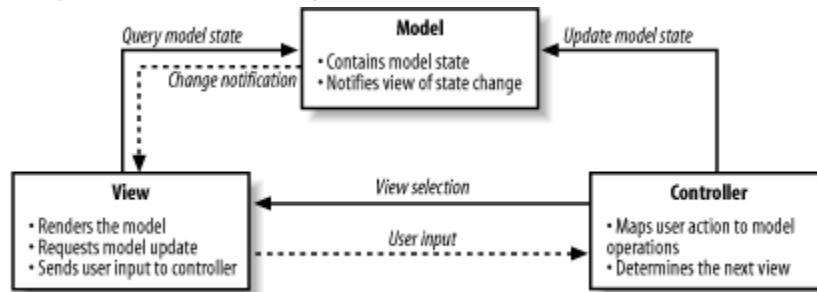 Query model state
Model
Update model state
• Contains model state
• Notifies view of state change
Change notification
View
View selection
Controller
• Renders the model
• Requests model update
• Sends user input to controller
User input
• Maps user action to model
operations
• Determines the next view